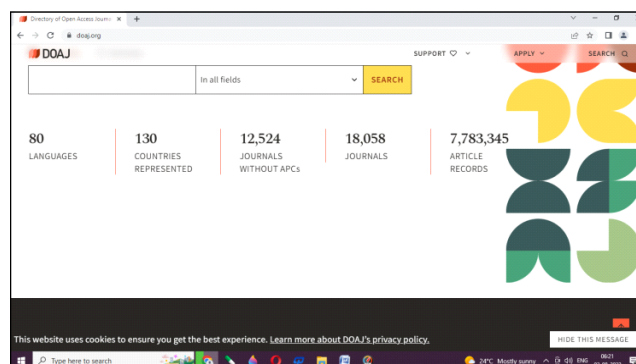 Directory of Open Access Journ
doaj.org
DOAJ
SUPPORT
APPLY
SEARCH
In all fields
SEARCH
80
LANGUAGES
130
COUNTRIES
REPRESENTED
12,524
JOURNALS
WITHOUT APCs
18,058
JOURNALS
7,783,345
ARTICLE
RECORDS
This website uses cookies to ensure you get the best experience. Learn more about DOAJ's privacy policy.
HIDE THIS MESSAGE
Type here to search
24°C Mostly sunny
ENG
06:21